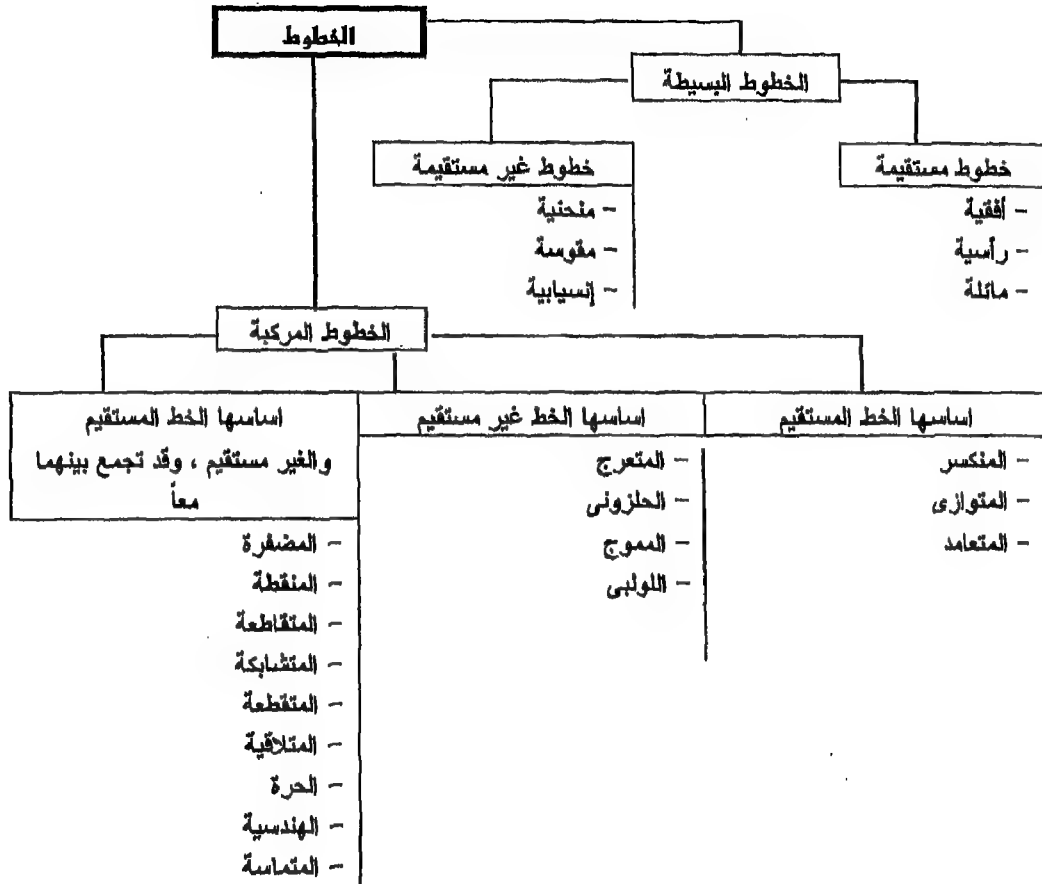 الخطوط
الخطوط البسيطة
خطوط مستقيمة
- أفقية
- رأسية
- مائلة
خطوط غير مستقيمة
- منحنية
- مقوسة
- إنسيابية
الخطوط المركبة
اساسها الخط المستقيم
- المنكسر
- المتوازى
- المتعامد
اساسها الخط غير مستقيم
- المتعرج
- الحلزونى
- المموج
- اللولبى
اساسها الخط المستقيم
والغير مستقيم ، وقد تجمع بينهما
معاً
- المضفرة
- المنقطة
- المتقاطعة
- المتشابكة
- المتقطعة
- المتلاقية
- الحرة
- الهندسية
- المتماسة